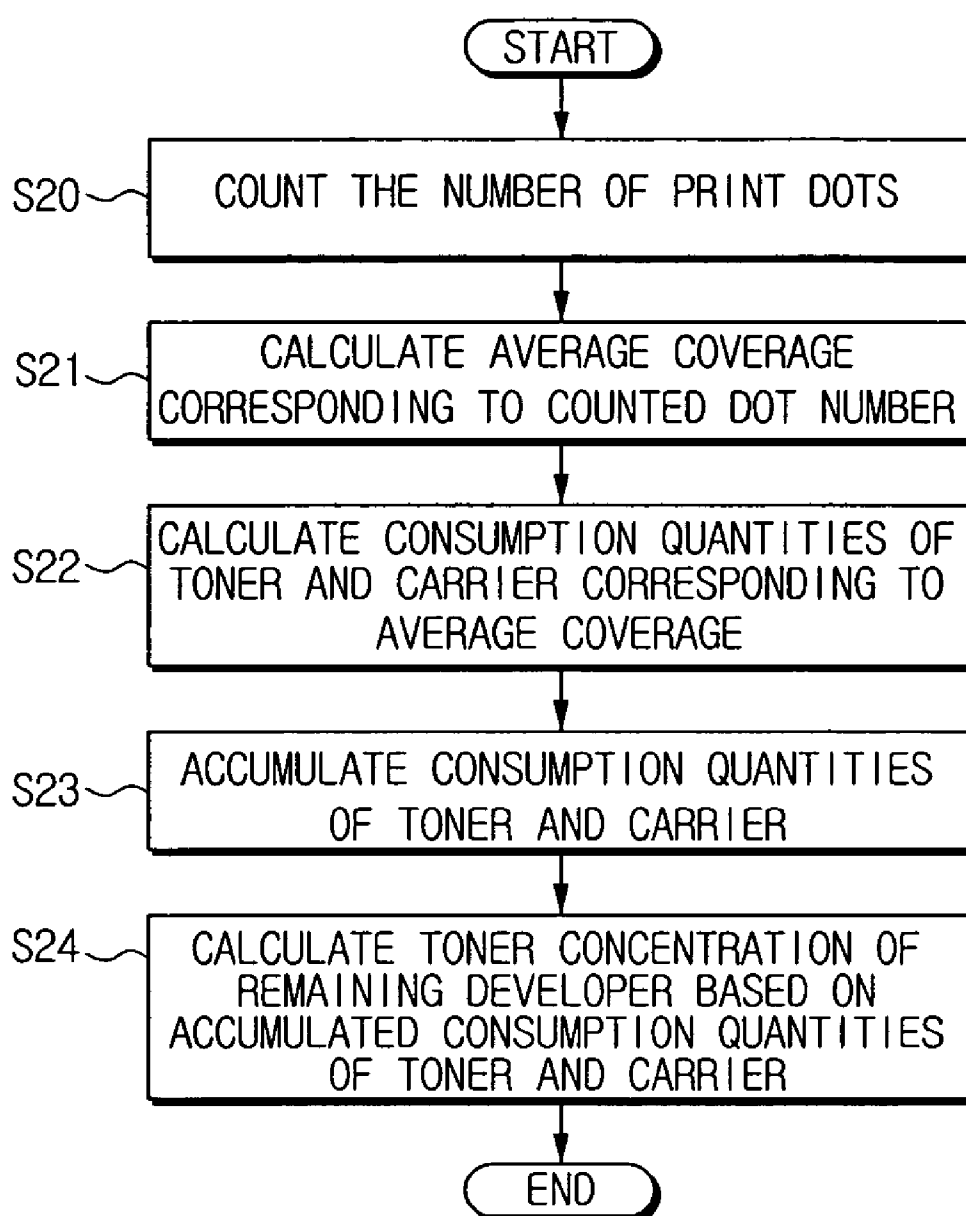 START
S20
COUNT THE NUMBER OF PRINT DOTS
S21
CALCULATE AVERAGE COVERAGE
CORRESPONDING TO COUNTED DOT NUMBER
S22
CALCULATE CONSUMPTION QUANTITIES OF
TONER AND CARRIER CORRESPONDING TO
AVERAGE COVERAGE
S23
ACCUMULATE CONSUMPTION QUANTITIES
OF TONER AND CARRIER
S24
CALCULATE TONER CONCENTRATION OF
REMAINING DEVELOPER BASED ON
ACCUMULATED CONSUMPTION QUANTITIES
OF TONER AND CARRIER
END